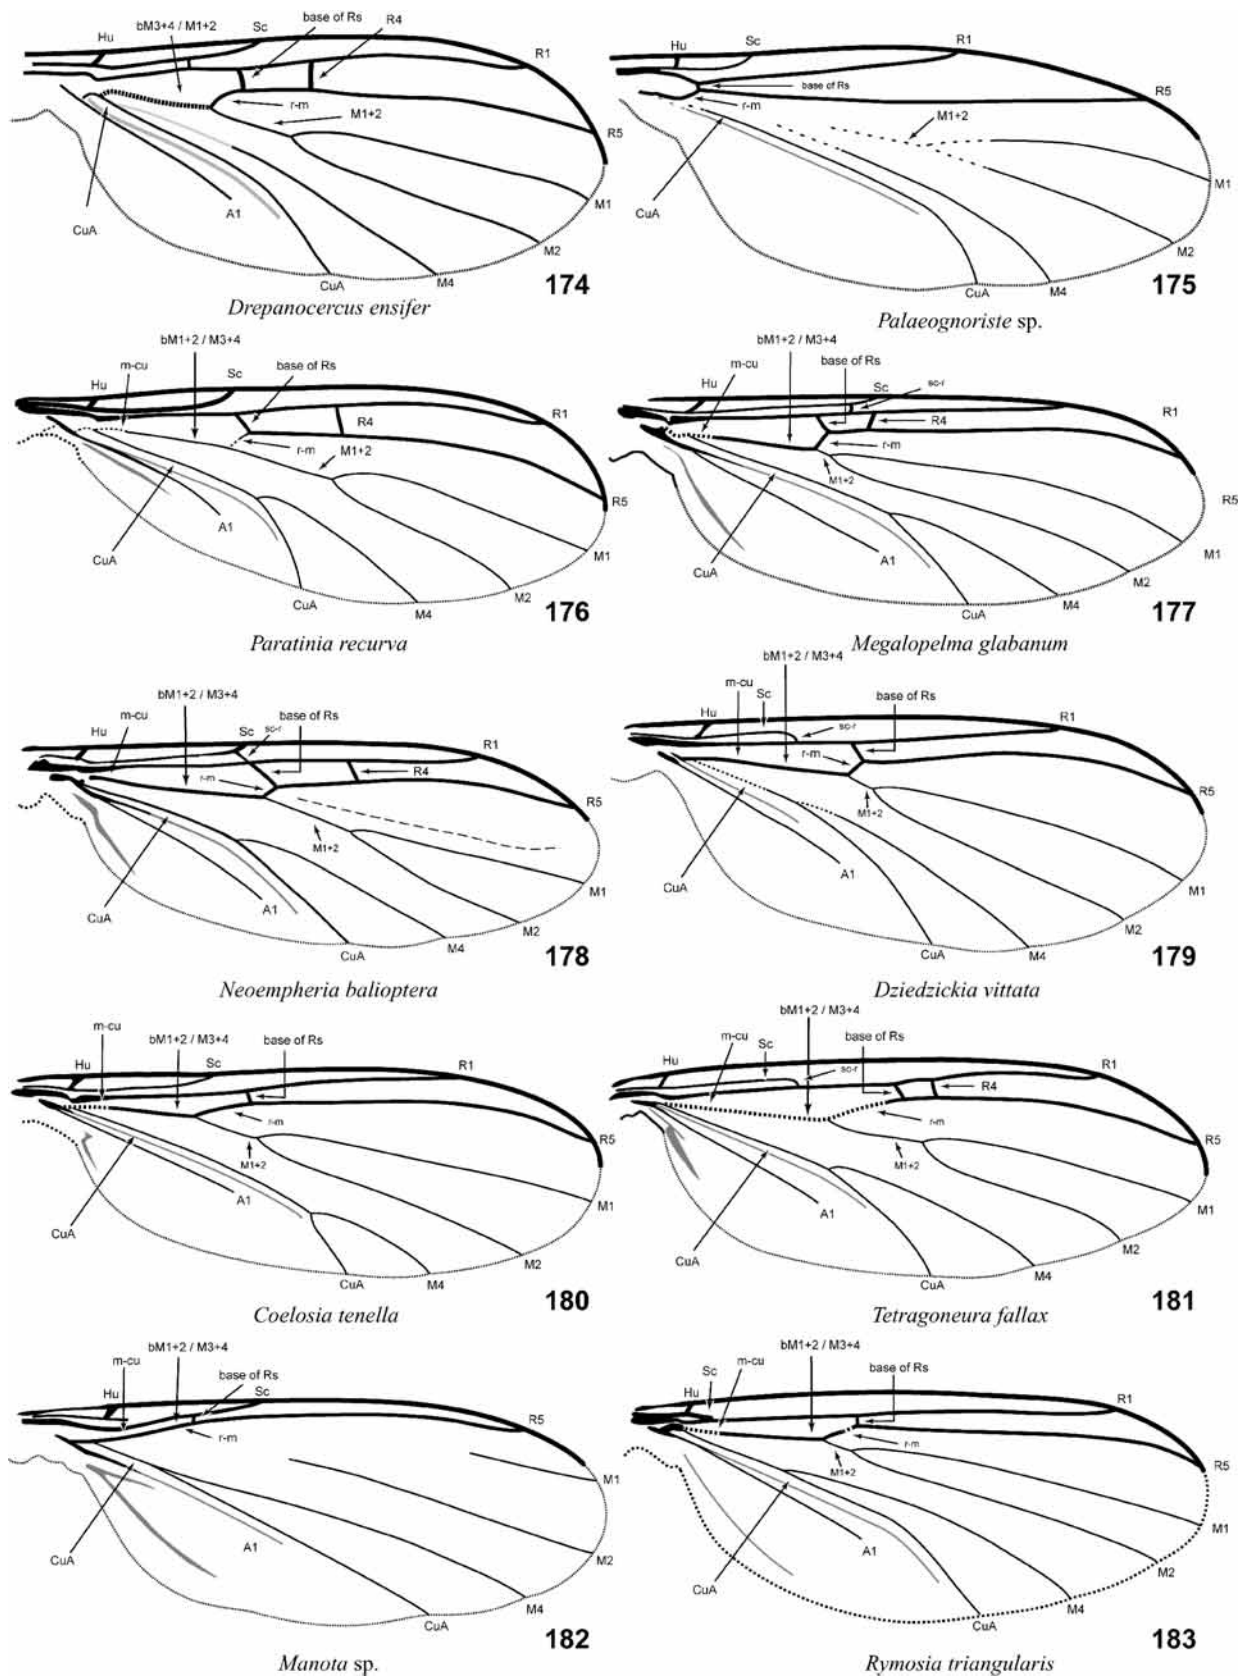 bM3+4 / M1+2
Hu
Sc
base of Rs
R4
R1
r-m
M1+2
R5
M1
A1
CuA
M2
CuA
M4
174
Drepanocercus ensifer
Hu
Sc
R1
base of Rs
r-m
R5
M1+2
M1
CuA
M2
CuA
M4
175
Palaeognoriste sp.
bM1+2 / M3+4
m-cu
Hu
Sc
base of Rs
R1
R4
r-m
M1+2
R5
A1
M1
CuA
M2
CuA
M4
176
Paratinia recurva
bM1+2 / M3+4
m-cu
base of Rs
Hu
Sc
sc-r
R1
R4
r-m
M1+2
R5
M1
A1
CuA
M2
M4
CuA
177
Megalopelma glabanum
bM1+2 / M3+4
m-cu
Hu
Sc
sc-r
base of Rs
R1
r-m
R4
R5
M1+2
M1
CuA
A1
M2
M4
CuA
178
Neoempheria balioptera
bM1+2 / M3+4
m-cu
Sc
base of Rs
Hu
sc-r
R1
r-m
R5
M1+2
CuA
A1
M1
M2
CuA
M4
179
Dziedzickia vittata
m-cu
bM1+2 / M3+4
Hu
Sc
base of Rs
R1
r-m
R5
M1+2
A1
M1
CuA
M2
CuA
M4
180
Coelosia tenella
bM1+2 / M3+4
m-cu
Sc
base of Rs
Hu
sc-r
R1
R4
r-m
R5
M1+2
A1
M1
CuA
M2
CuA
M4
181
Tetragoneura fallax
bM1+2 / M3+4
m-cu
base of Rs
Hu
Sc
R5
r-m
M1
A1
CuA
M2
M4
CuA
182
Manota sp.
bM1+2 / M3+4
m-cu
Sc
base of Rs
Hu
R1
r-m
R5
M1+2
M1
A1
CuA
M2
M4
CuA
183
Rymosia triangularis